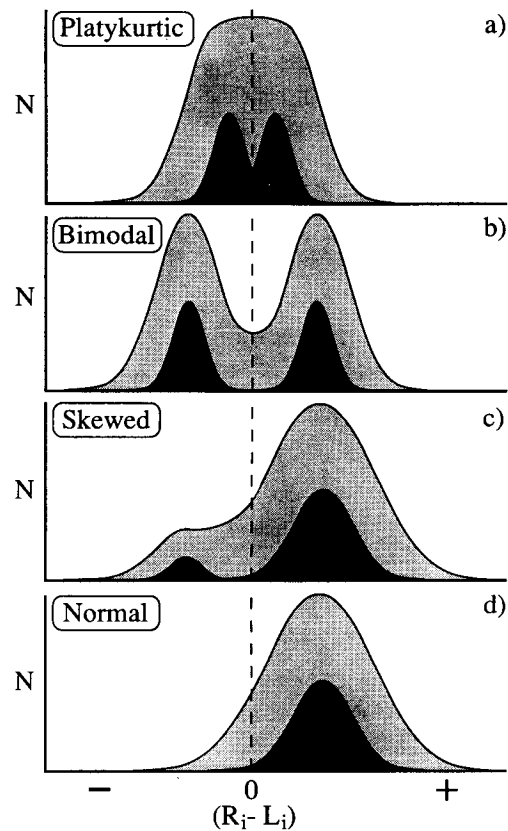 Platykurtic
a)
N
Bimodal
b)
N
Skewed
c)
N
Normal
d)
N
− 0 +
(Ri- Li)